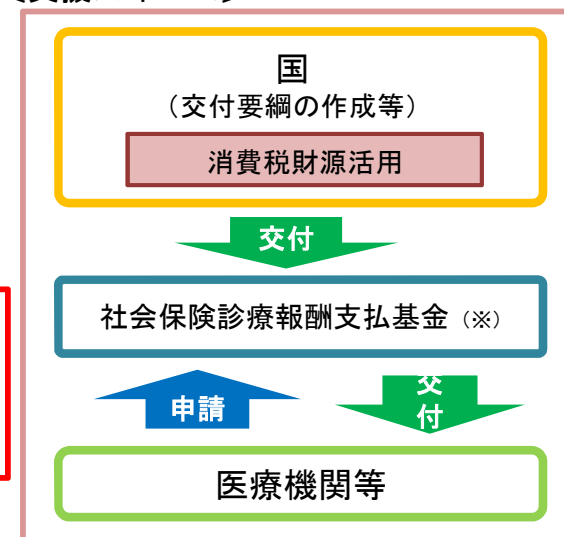 国
（交付要綱の作成等）
消費税財源活用
交付
社会保険診療報酬支払基金（※）
申請
交付
医療機関等